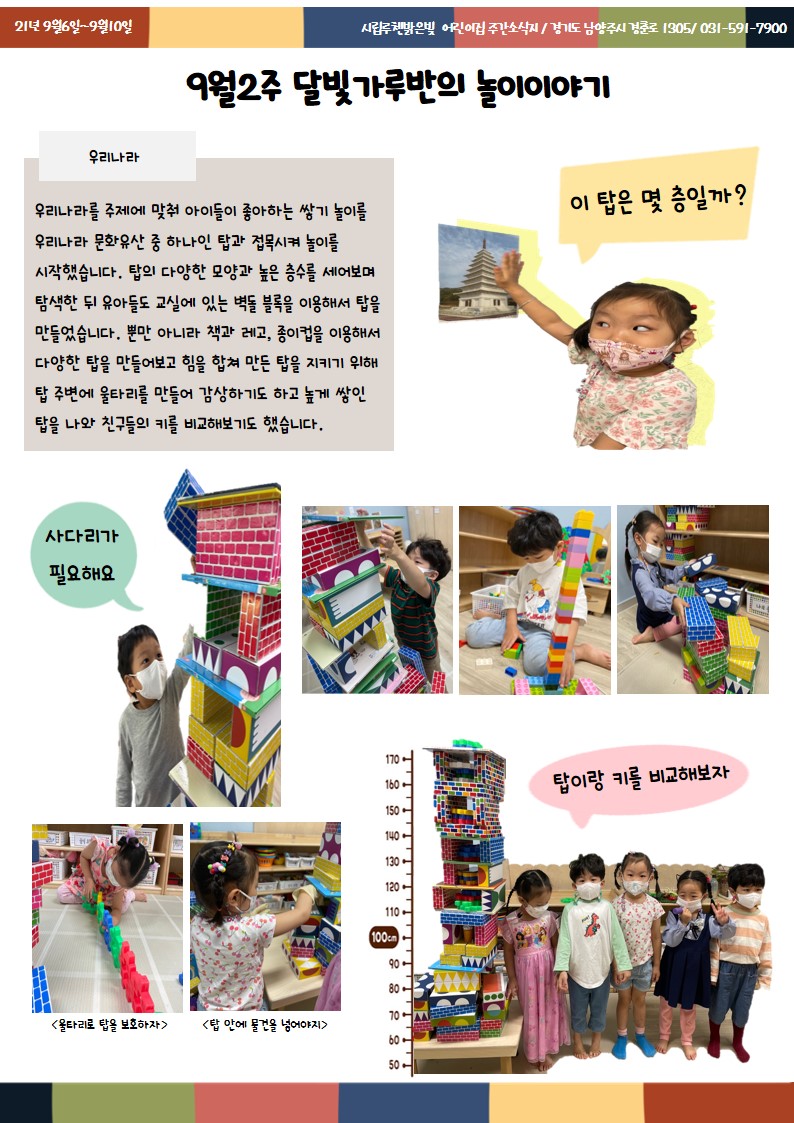 21년 9월6일~9월10일
시립루첸밝은빛 어린이집 주간소식지 / 경기도 남양주시 경춘로 1305/ 031-591-7900
9월2주 달빛가루반의 놀이이야기
우리나라
우리나라를 주제에 맞춰 아이들이 좋아하는 쌓기 놀이를
우리나라 문화유산 중 하나인 탑과 접목시켜 놀이를
시작했습니다. 탑의 다양한 모양과 높은 층수를 세어보며
탐색한 뒤 유아들도 교실에 있는 벽돌 블록을 이용해서 탑을
만들었습니다. 뿐만 아니라 책과 레고, 종이컵을 이용해서
다양한 탑을 만들어보고 힘을 합쳐 만든 탑을 지키기 위해
탑 주변에 울타리를 만들어 감상하기도 하고 높게 쌓인
탑을 나와 친구들의 키를 비교해보기도 했습니다.
이 탑은 몇 층일까?
사다리가
필요해요
탑이랑 키를 비교해보자
170
160
150
140
130
120
110
100cm
90
80
70
60
50
<울타리로 탑을 보호하자>
<탑 안에 물건을 넣어야지>